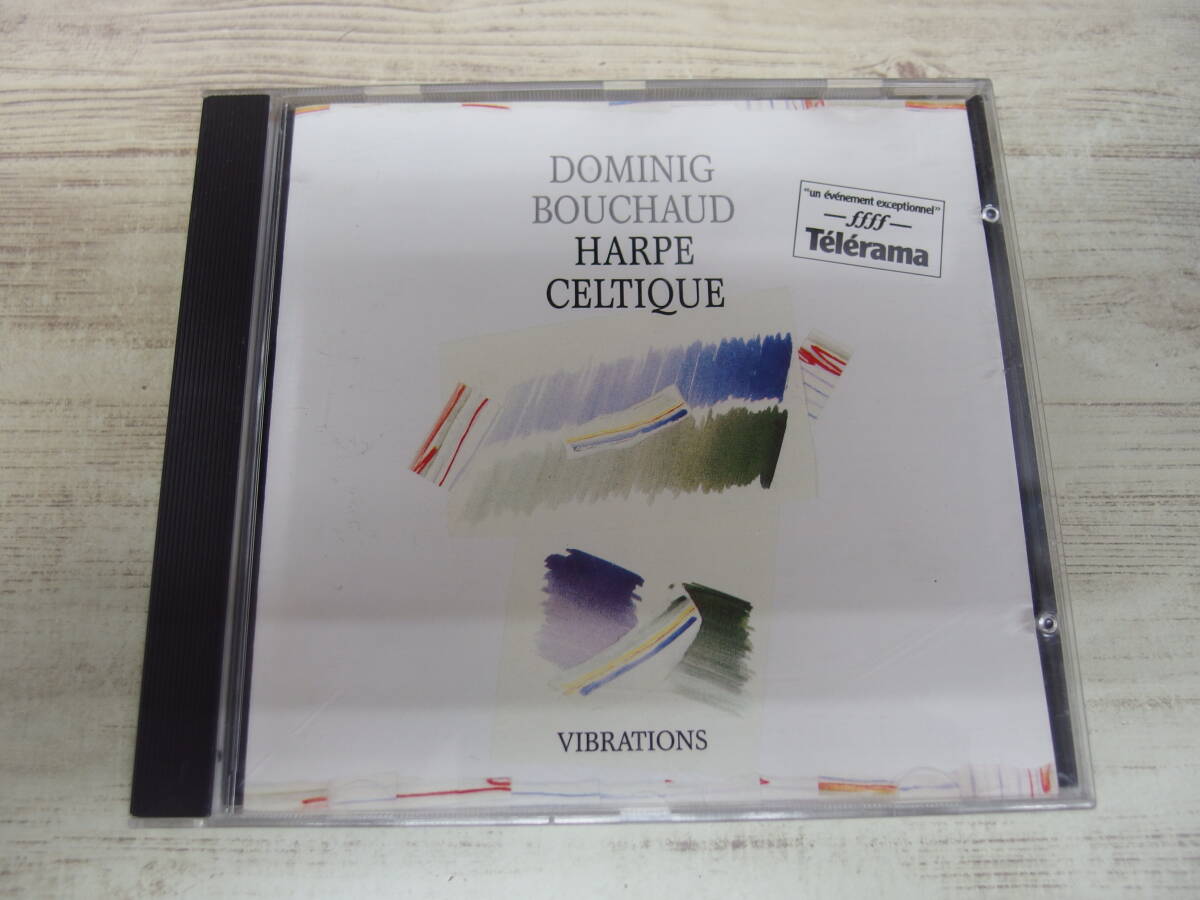 DOMINIG
BOUCHAUD
HARPE
CELTIQUE
"un événement exceptionnel"
— ffff —
Télérama
VIBRATIONS